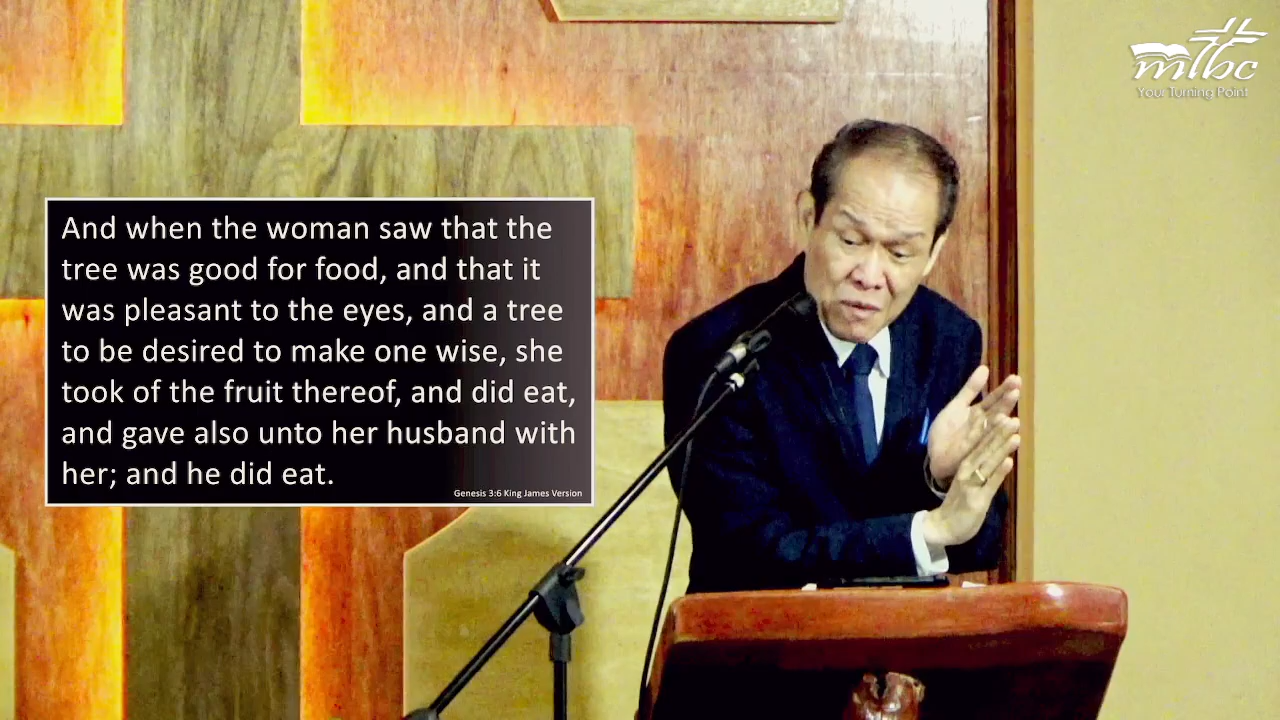 And when the woman saw that the
tree was good for food, and that it
was pleasant to the eyes, and a tree
to be desired to make one wise, she
took of the fruit thereof, and did eat,
and gave also unto her husband with
her; and he did eat.
Genesis 3:6 King James Version
mtbc
Your Turning Point